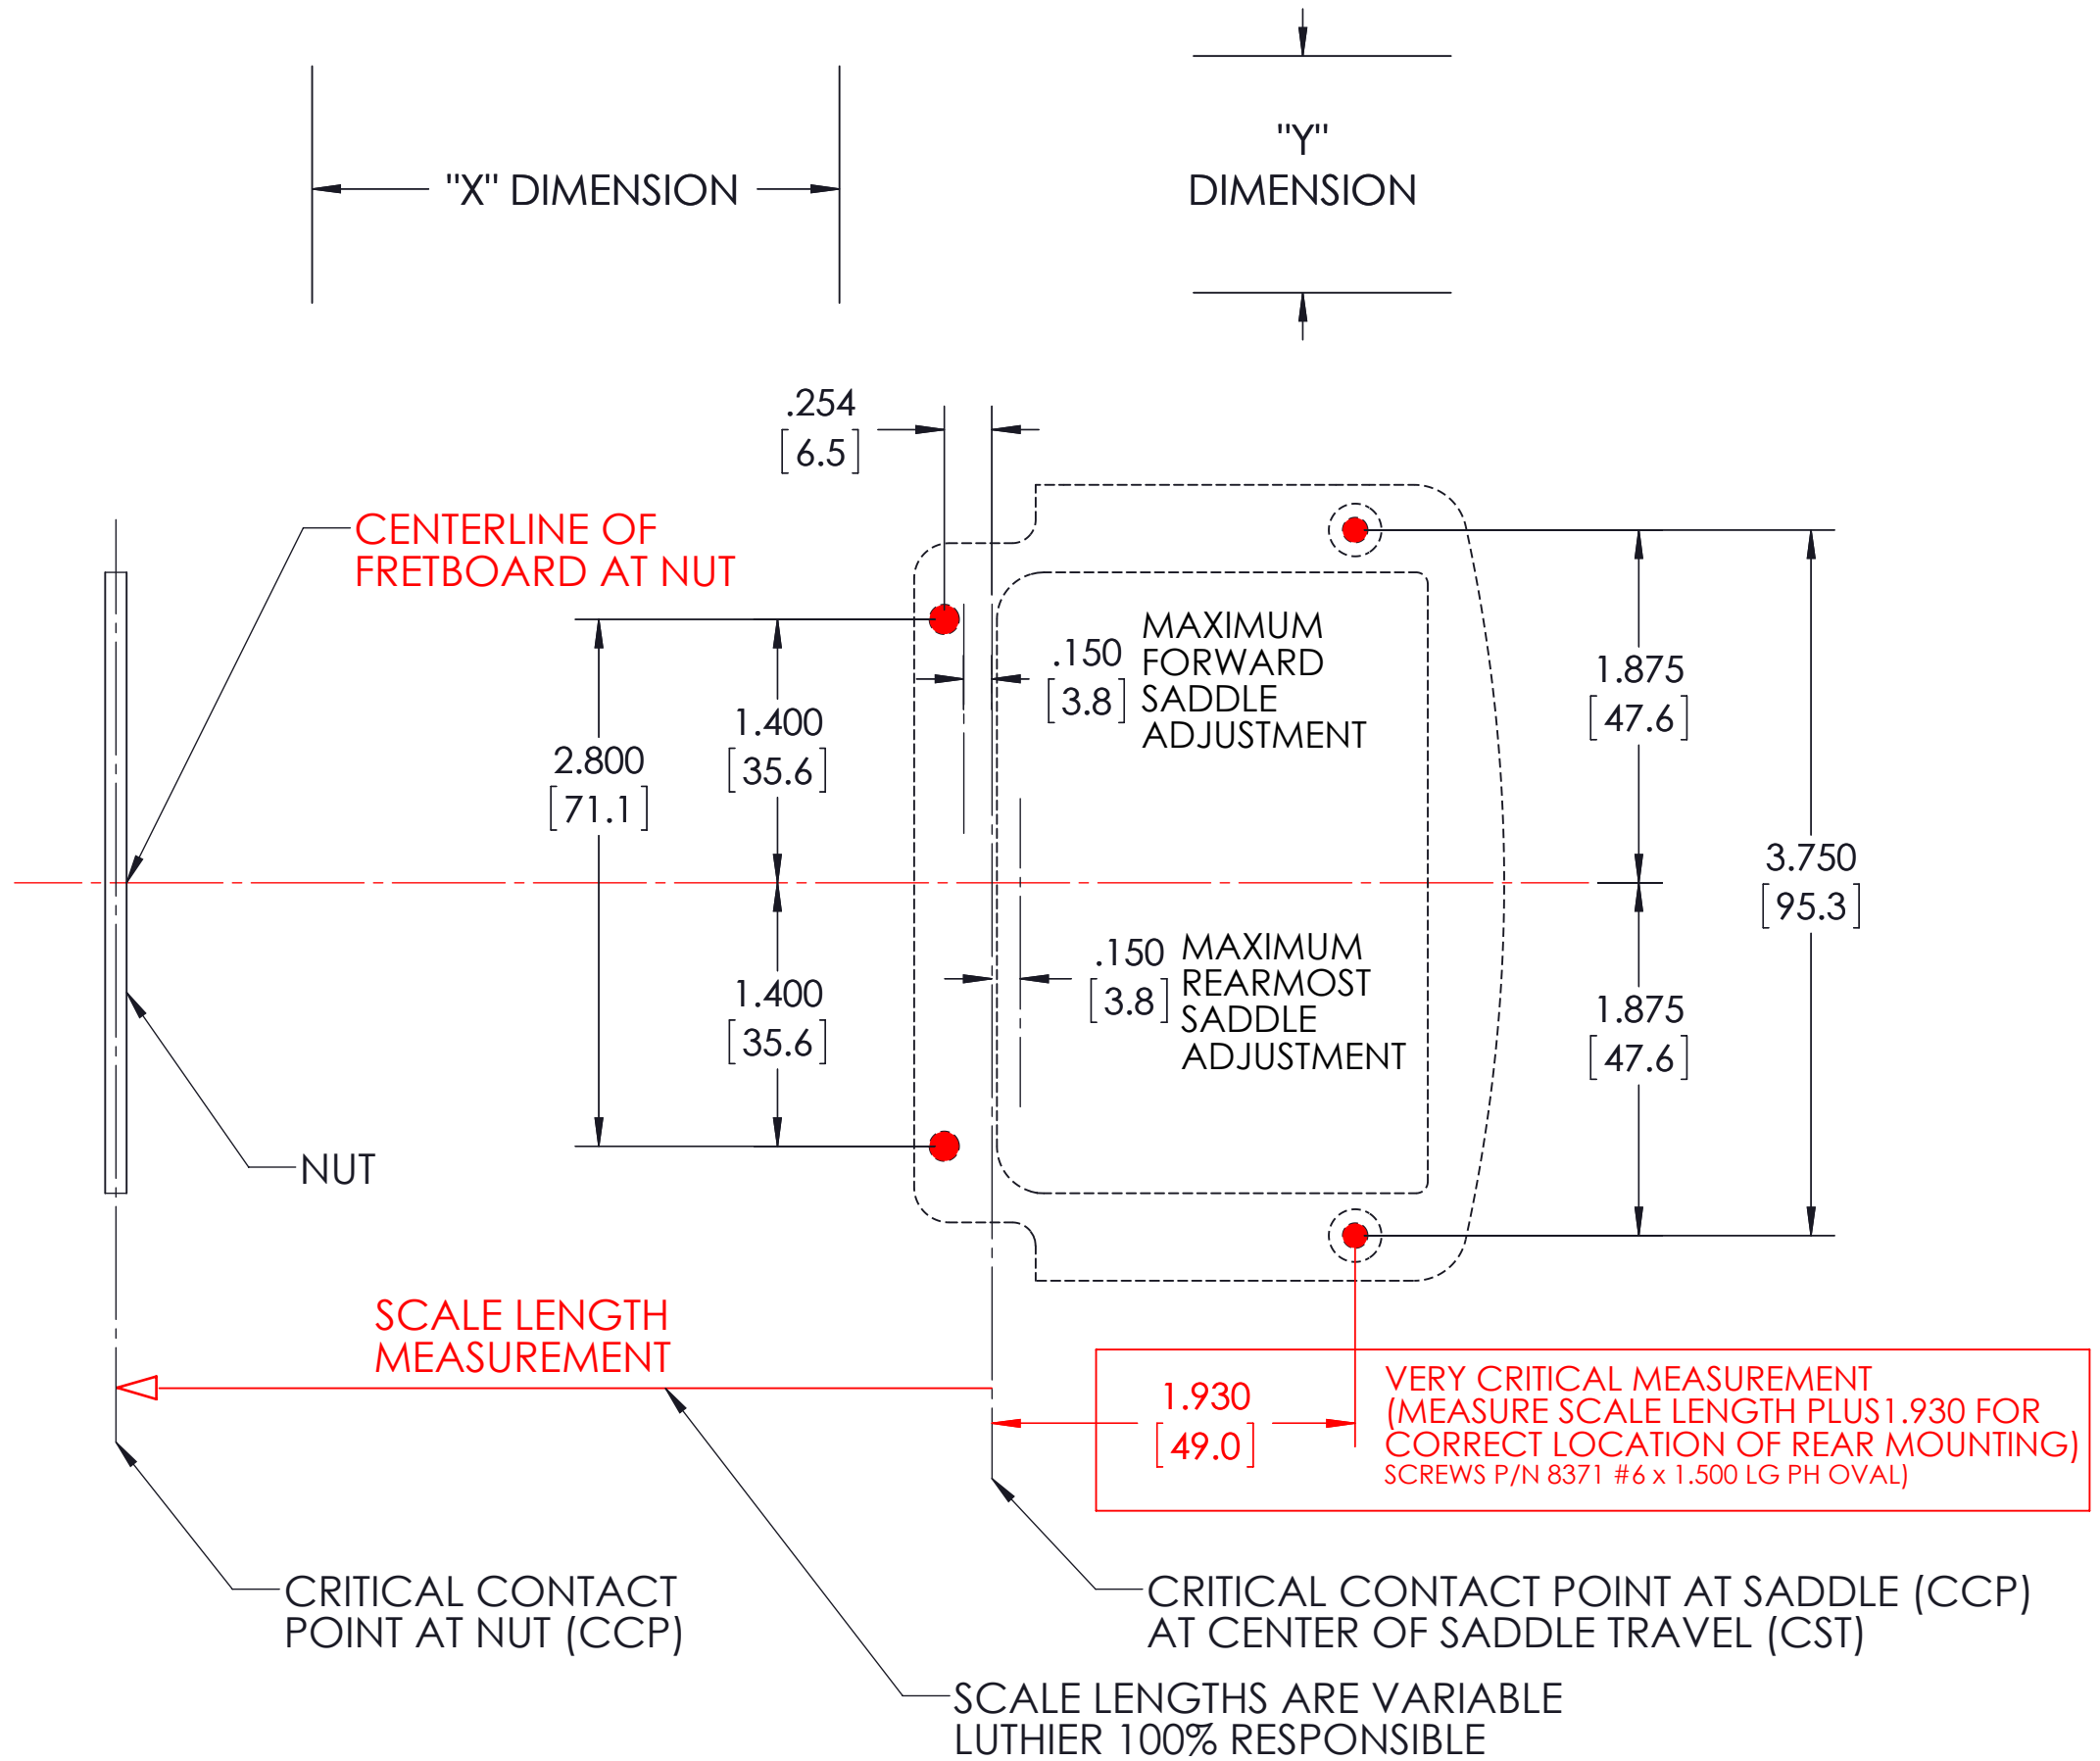 "Y"
"X" DIMENSION
DIMENSION
.254
[6.5]
CENTERLINE OF
FRETBOARD AT NUT
MAXIMUM
FORWARD
SADDLE
ADJUSTMENT
.150
[3.8]
1.875
[47.6]
1.400
[35.6]
2.800
[71.1]
3.750
[95.3]
.150
[3.8]
MAXIMUM
REARMOST
SADDLE
ADJUSTMENT
1.400
[35.6]
1.875
[47.6]
NUT
SCALE LENGTH
MEASUREMENT
1.930
[49.0]
VERY CRITICAL MEASUREMENT
(MEASURE SCALE LENGTH PLUS1.930 FOR
CORRECT LOCATION OF REAR MOUNTING)
SCREWS P/N 8371 #6 x 1.500 LG PH OVAL)
CRITICAL CONTACT
POINT AT NUT (CCP)
CRITICAL CONTACT POINT AT SADDLE (CCP)
AT CENTER OF SADDLE TRAVEL (CST)
SCALE LENGTHS ARE VARIABLE
LUTHIER 100% RESPONSIBLE